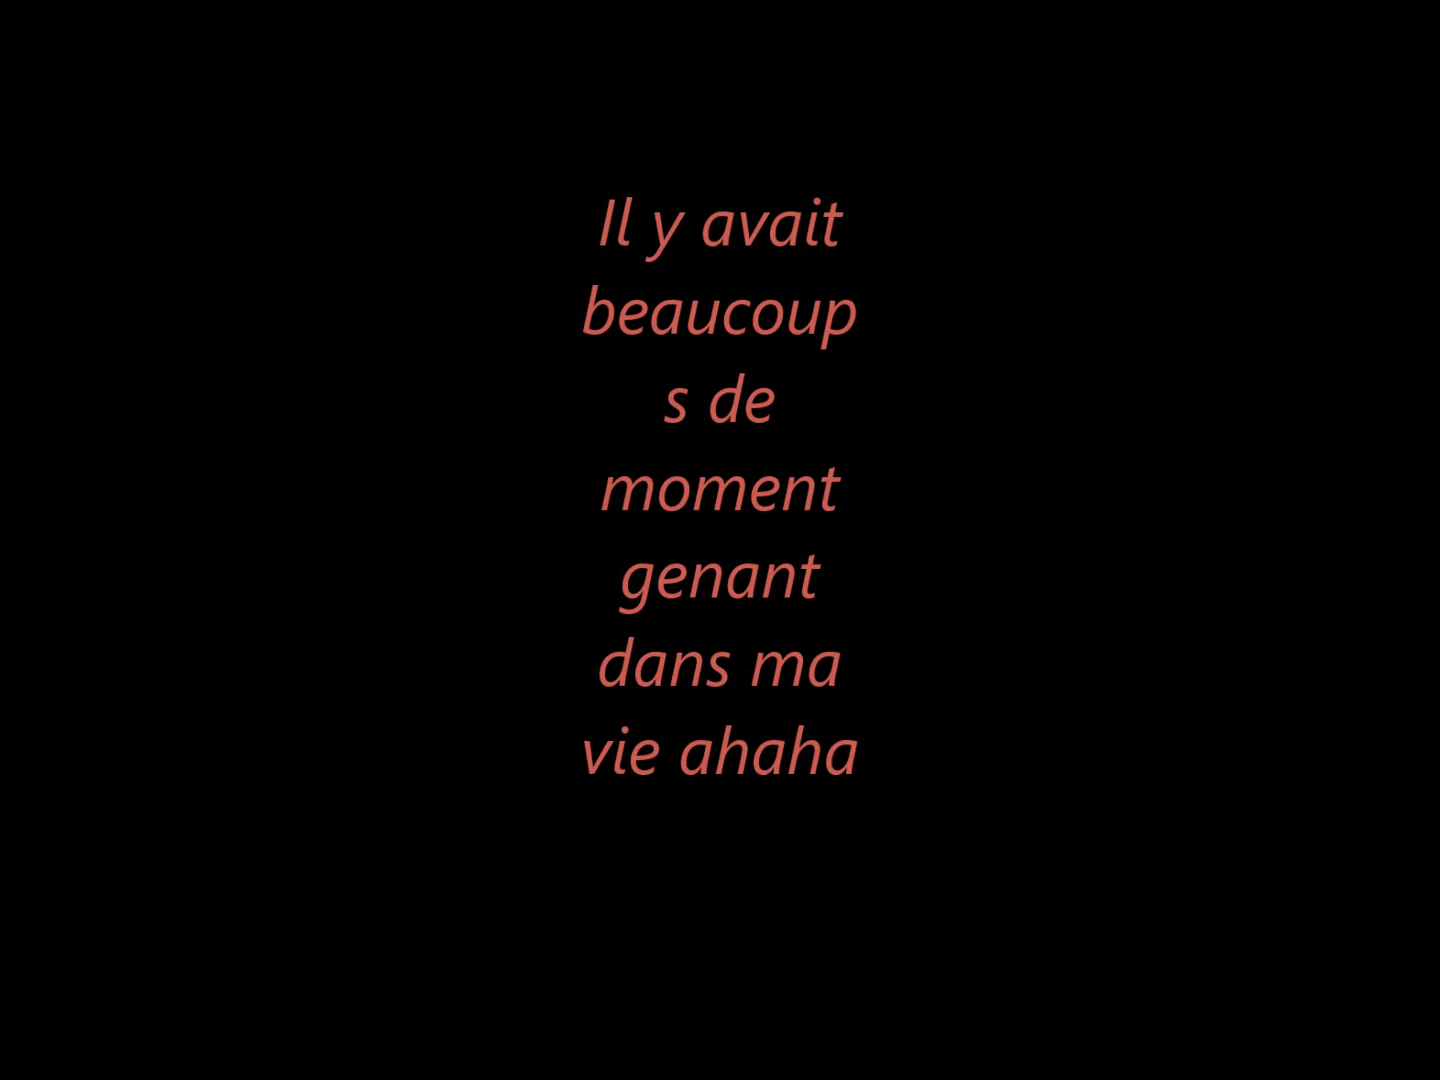 Il y avait
beaucoup
s de
moment
genant
dans ma
vie ahaha